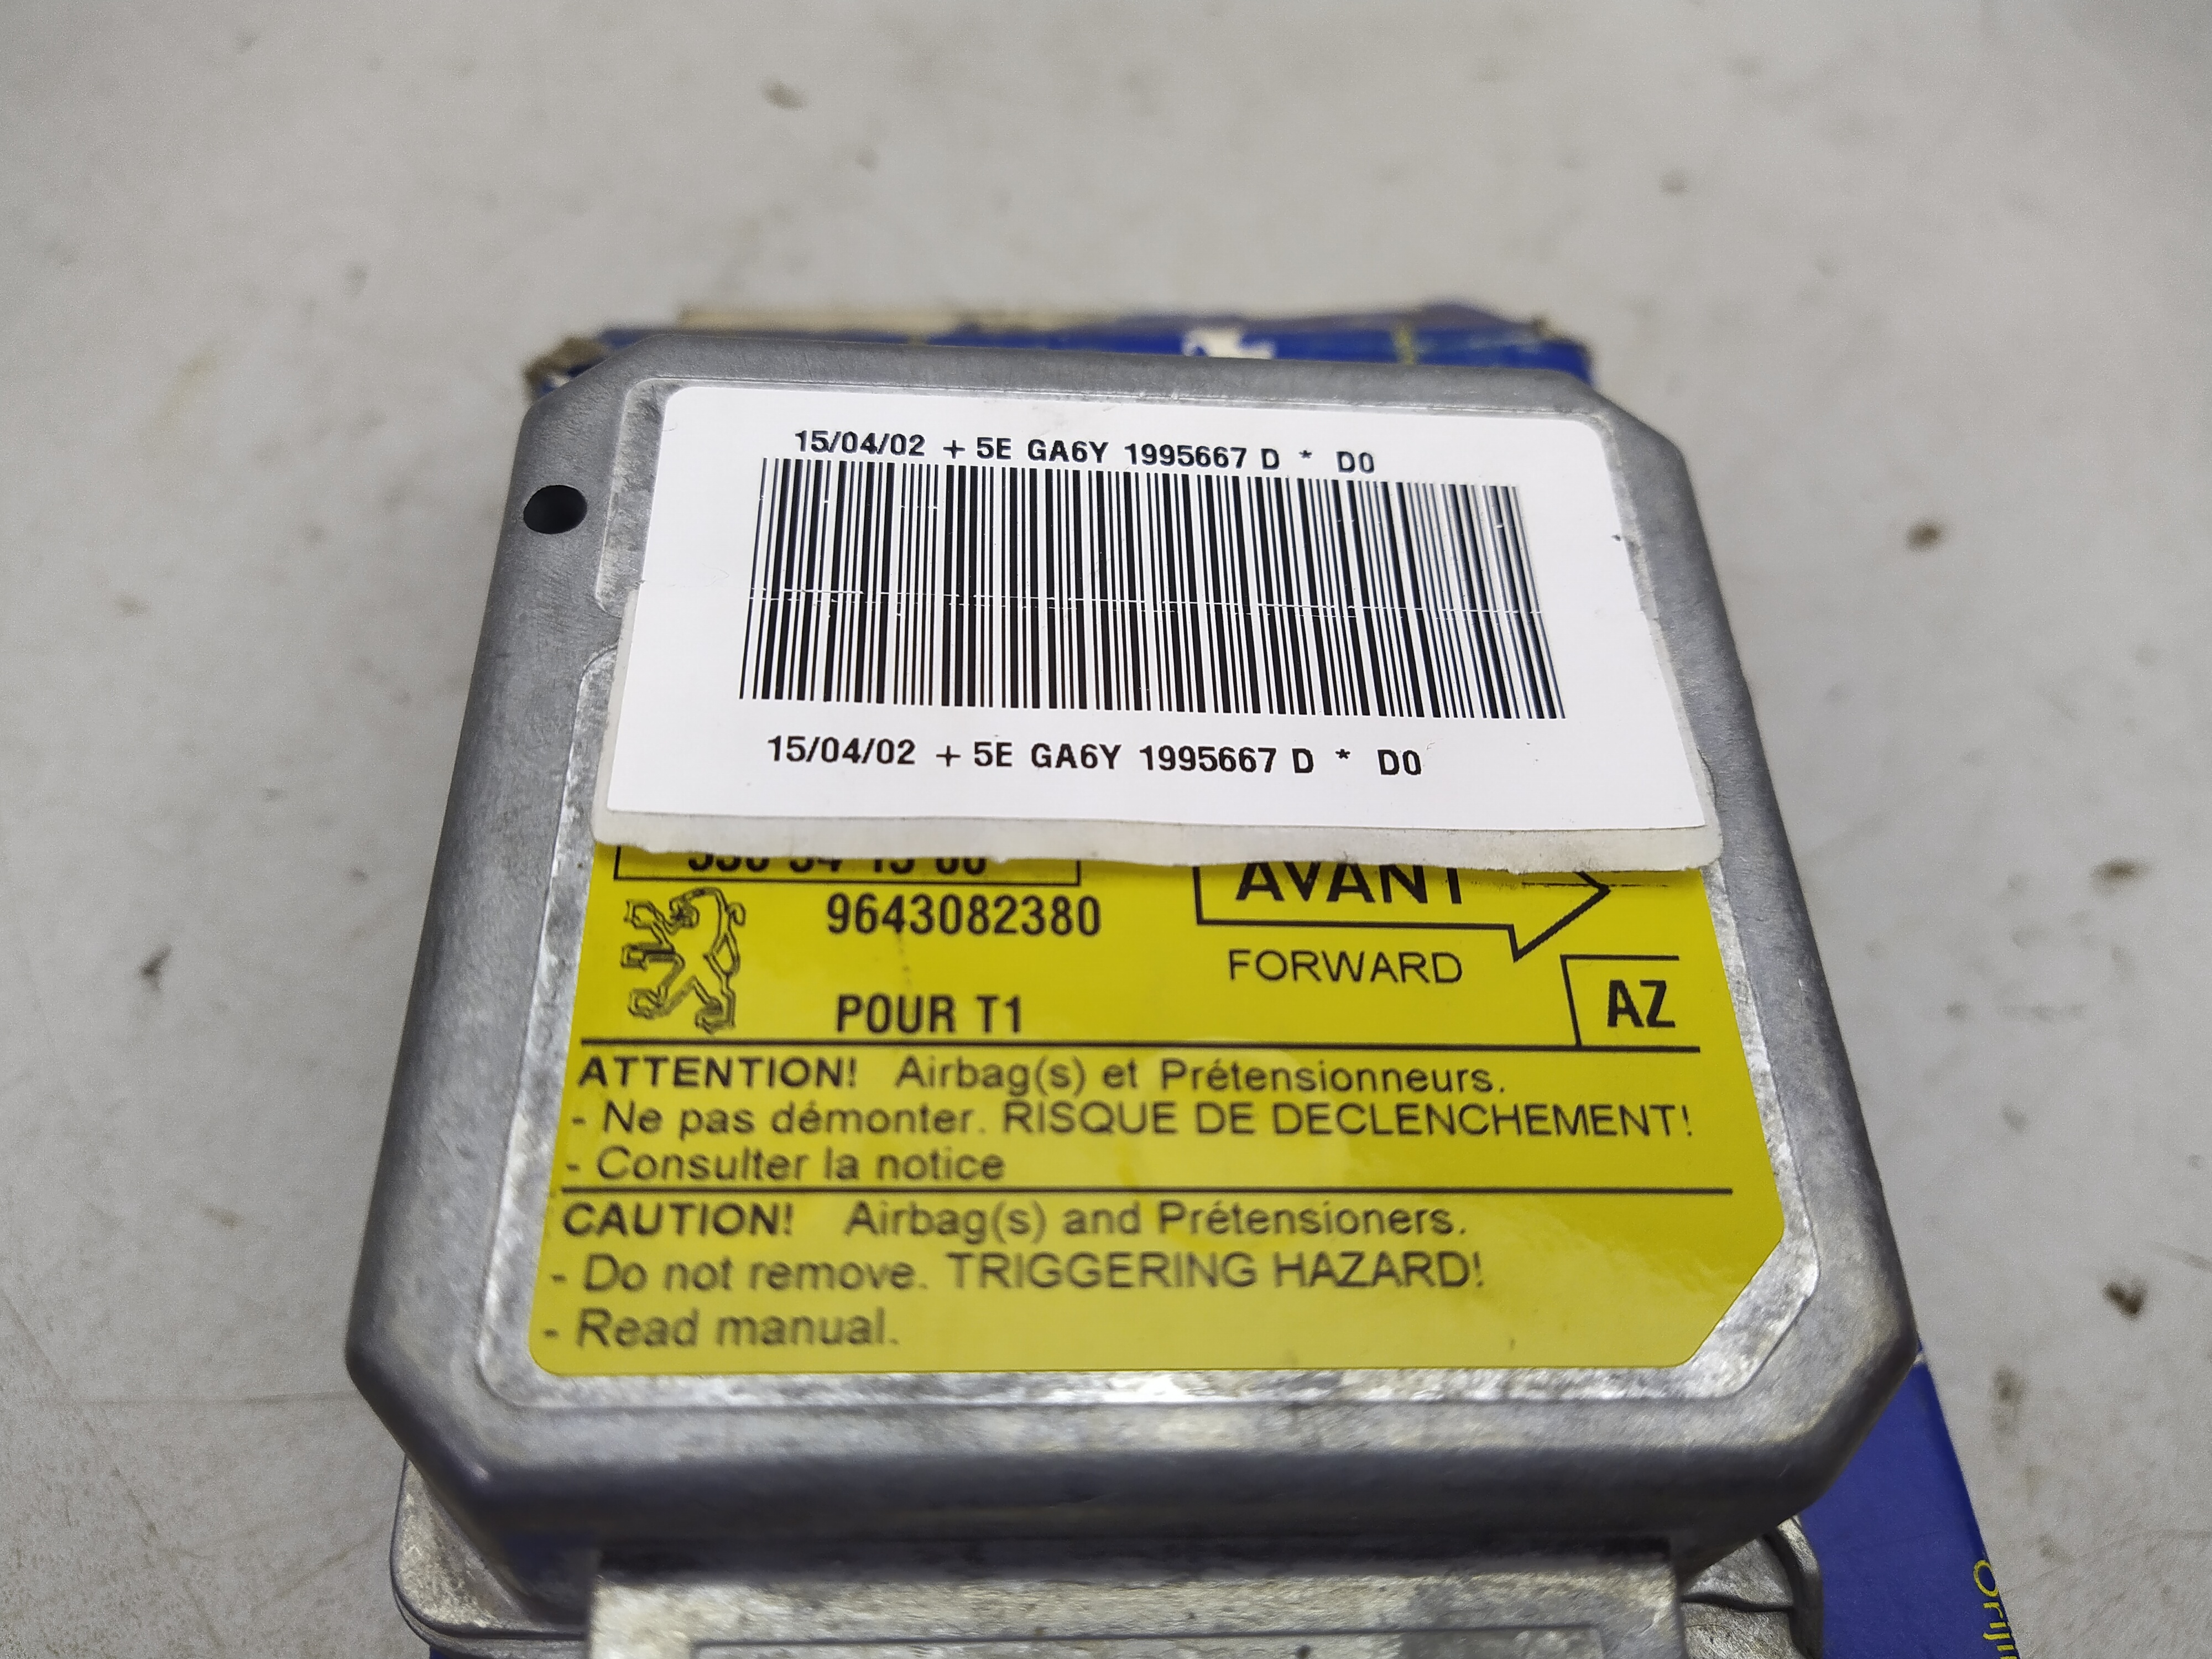 15/04/02 + 5E GA6Y 1995667 D * D0
15/04/02 + 5E GA6Y 1995667 D * D0
AVANT
9643082380
FORWARD
POUR T1
AZ
ATTENTION! Airbag(s) et Prétensionneurs.
- Ne pas démonter. RISQUE DE DECLENCHEMENT!
- Consulter la notice
CAUTION! Airbag(s) and Prétensioners.
- Do not remove. TRIGGERING HAZARD!
- Read manual.